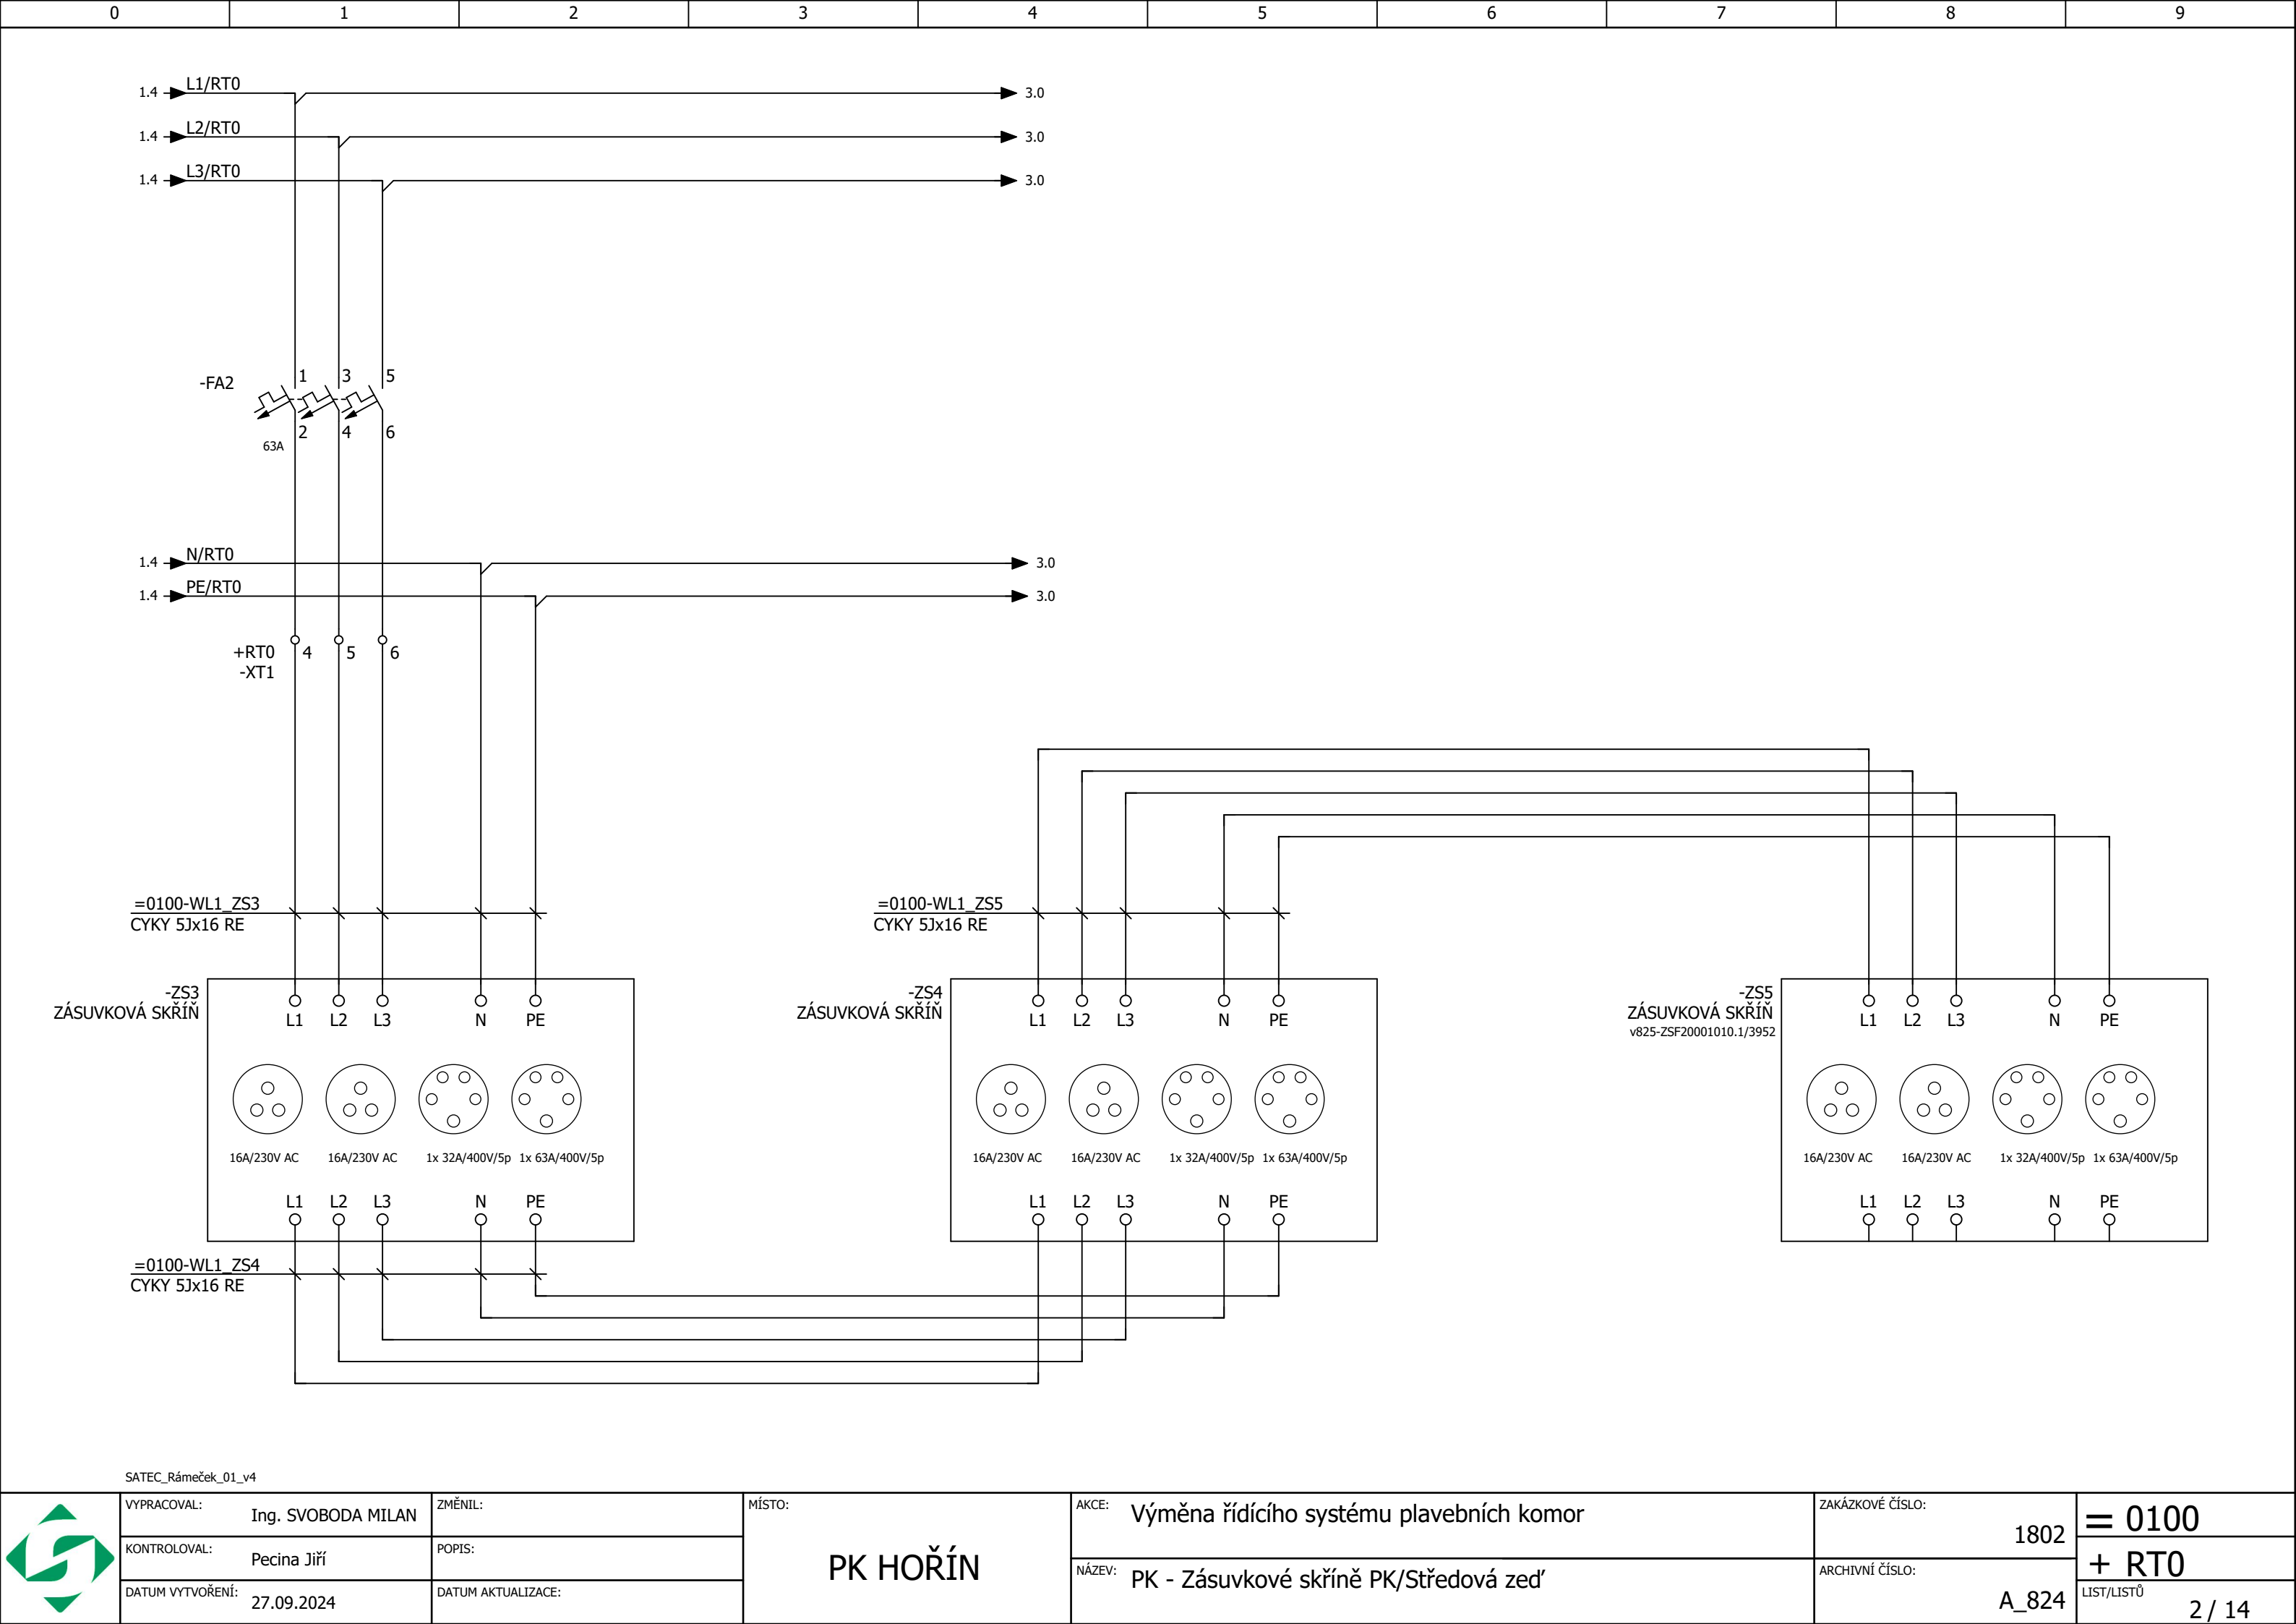 0 1 2 3 4 5 6 7 8 9
1.4 L1/RT0 3.0
1.4 L2/RT0 3.0
1.4 L3/RT0 3.0
-FA2 1 3 5
2 4 6
63A
1.4 N/RT0 3.0
1.4 PE/RT0 3.0
+RT0 4 5 6
-XT1
=0100-WL1_ZS3
CYKY 5Jx16 RE
=0100-WL1_ZS5
CYKY 5Jx16 RE
-ZS3
ZÁSUVKOVÁ SKŘÍŇ
L1 L2 L3 N PE
16A/230V AC 16A/230V AC 1x 32A/400V/5p 1x 63A/400V/5p
L1 L2 L3 N PE
-ZS4
ZÁSUVKOVÁ SKŘÍŇ
L1 L2 L3 N PE
16A/230V AC 16A/230V AC 1x 32A/400V/5p 1x 63A/400V/5p
L1 L2 L3 N PE
-ZS5
ZÁSUVKOVÁ SKŘÍŇ
v825-ZSF20001010.1/3952
L1 L2 L3 N PE
16A/230V AC 16A/230V AC 1x 32A/400V/5p 1x 63A/400V/5p
L1 L2 L3 N PE
=0100-WL1_ZS4
CYKY 5Jx16 RE
SATEC_Rámeček_01_v4
VYPRACOVAL: Ing. SVOBODA MILAN
KONTROLOVAL: Pecina Jiří
DATUM VYTVOŘENÍ: 27.09.2024
ZMĚNIL:
POPIS:
DATUM AKTUALIZACE:
MÍSTO:
PK HOŘÍN
AKCE: Výměna řídícího systému plavebních komor
NÁZEV: PK - Zásuvkové skříně PK/Středová zeď
ZAKÁZKOVÉ ČÍSLO:
1802
ARCHIVNÍ ČÍSLO:
A_824
= 0100
+ RT0
LIST/LISTŮ
2 / 14